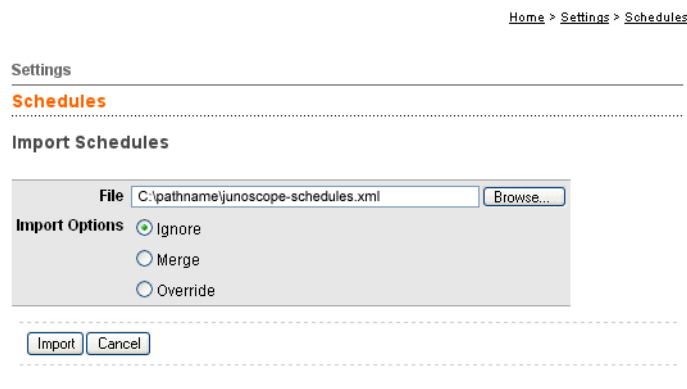 Home > Settings > Schedules
Settings
Schedules
Import Schedules
File C:\pathname\junoscope-schedules.xml Browse...
Import Options Ignore
Merge
Override
Import Cancel